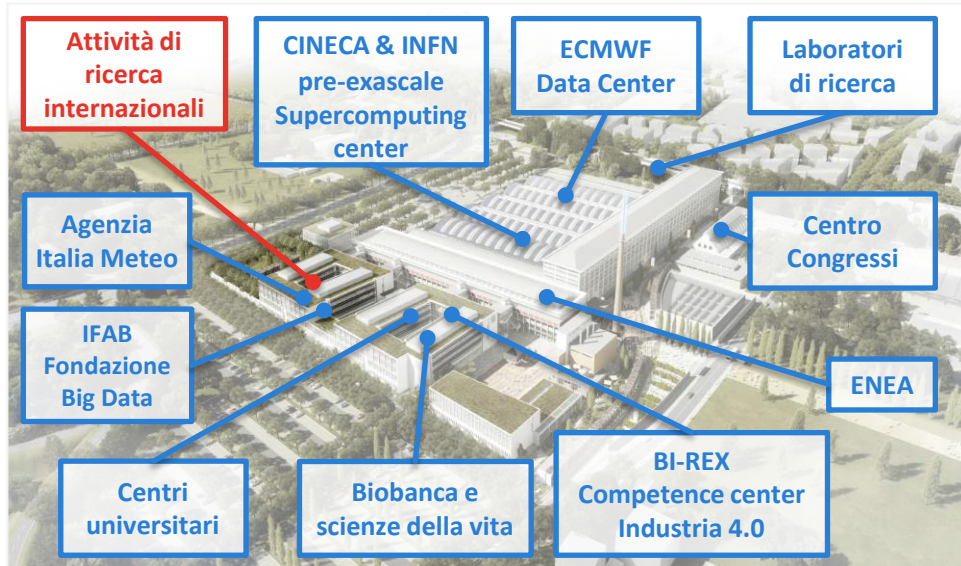 Attività di
ricerca
internazionali
CINECA & INFN
pre-exascale
Supercomputing
center
ECMWF
Data Center
Laboratori
di ricerca
Agenzia
Italia Meteo
Centro
Congressi
IFAB
Fondazione
Big Data
ENEA
Centri
universitari
Biobanca e
scienze della vita
BI-REX
Competence center
Industria 4.0